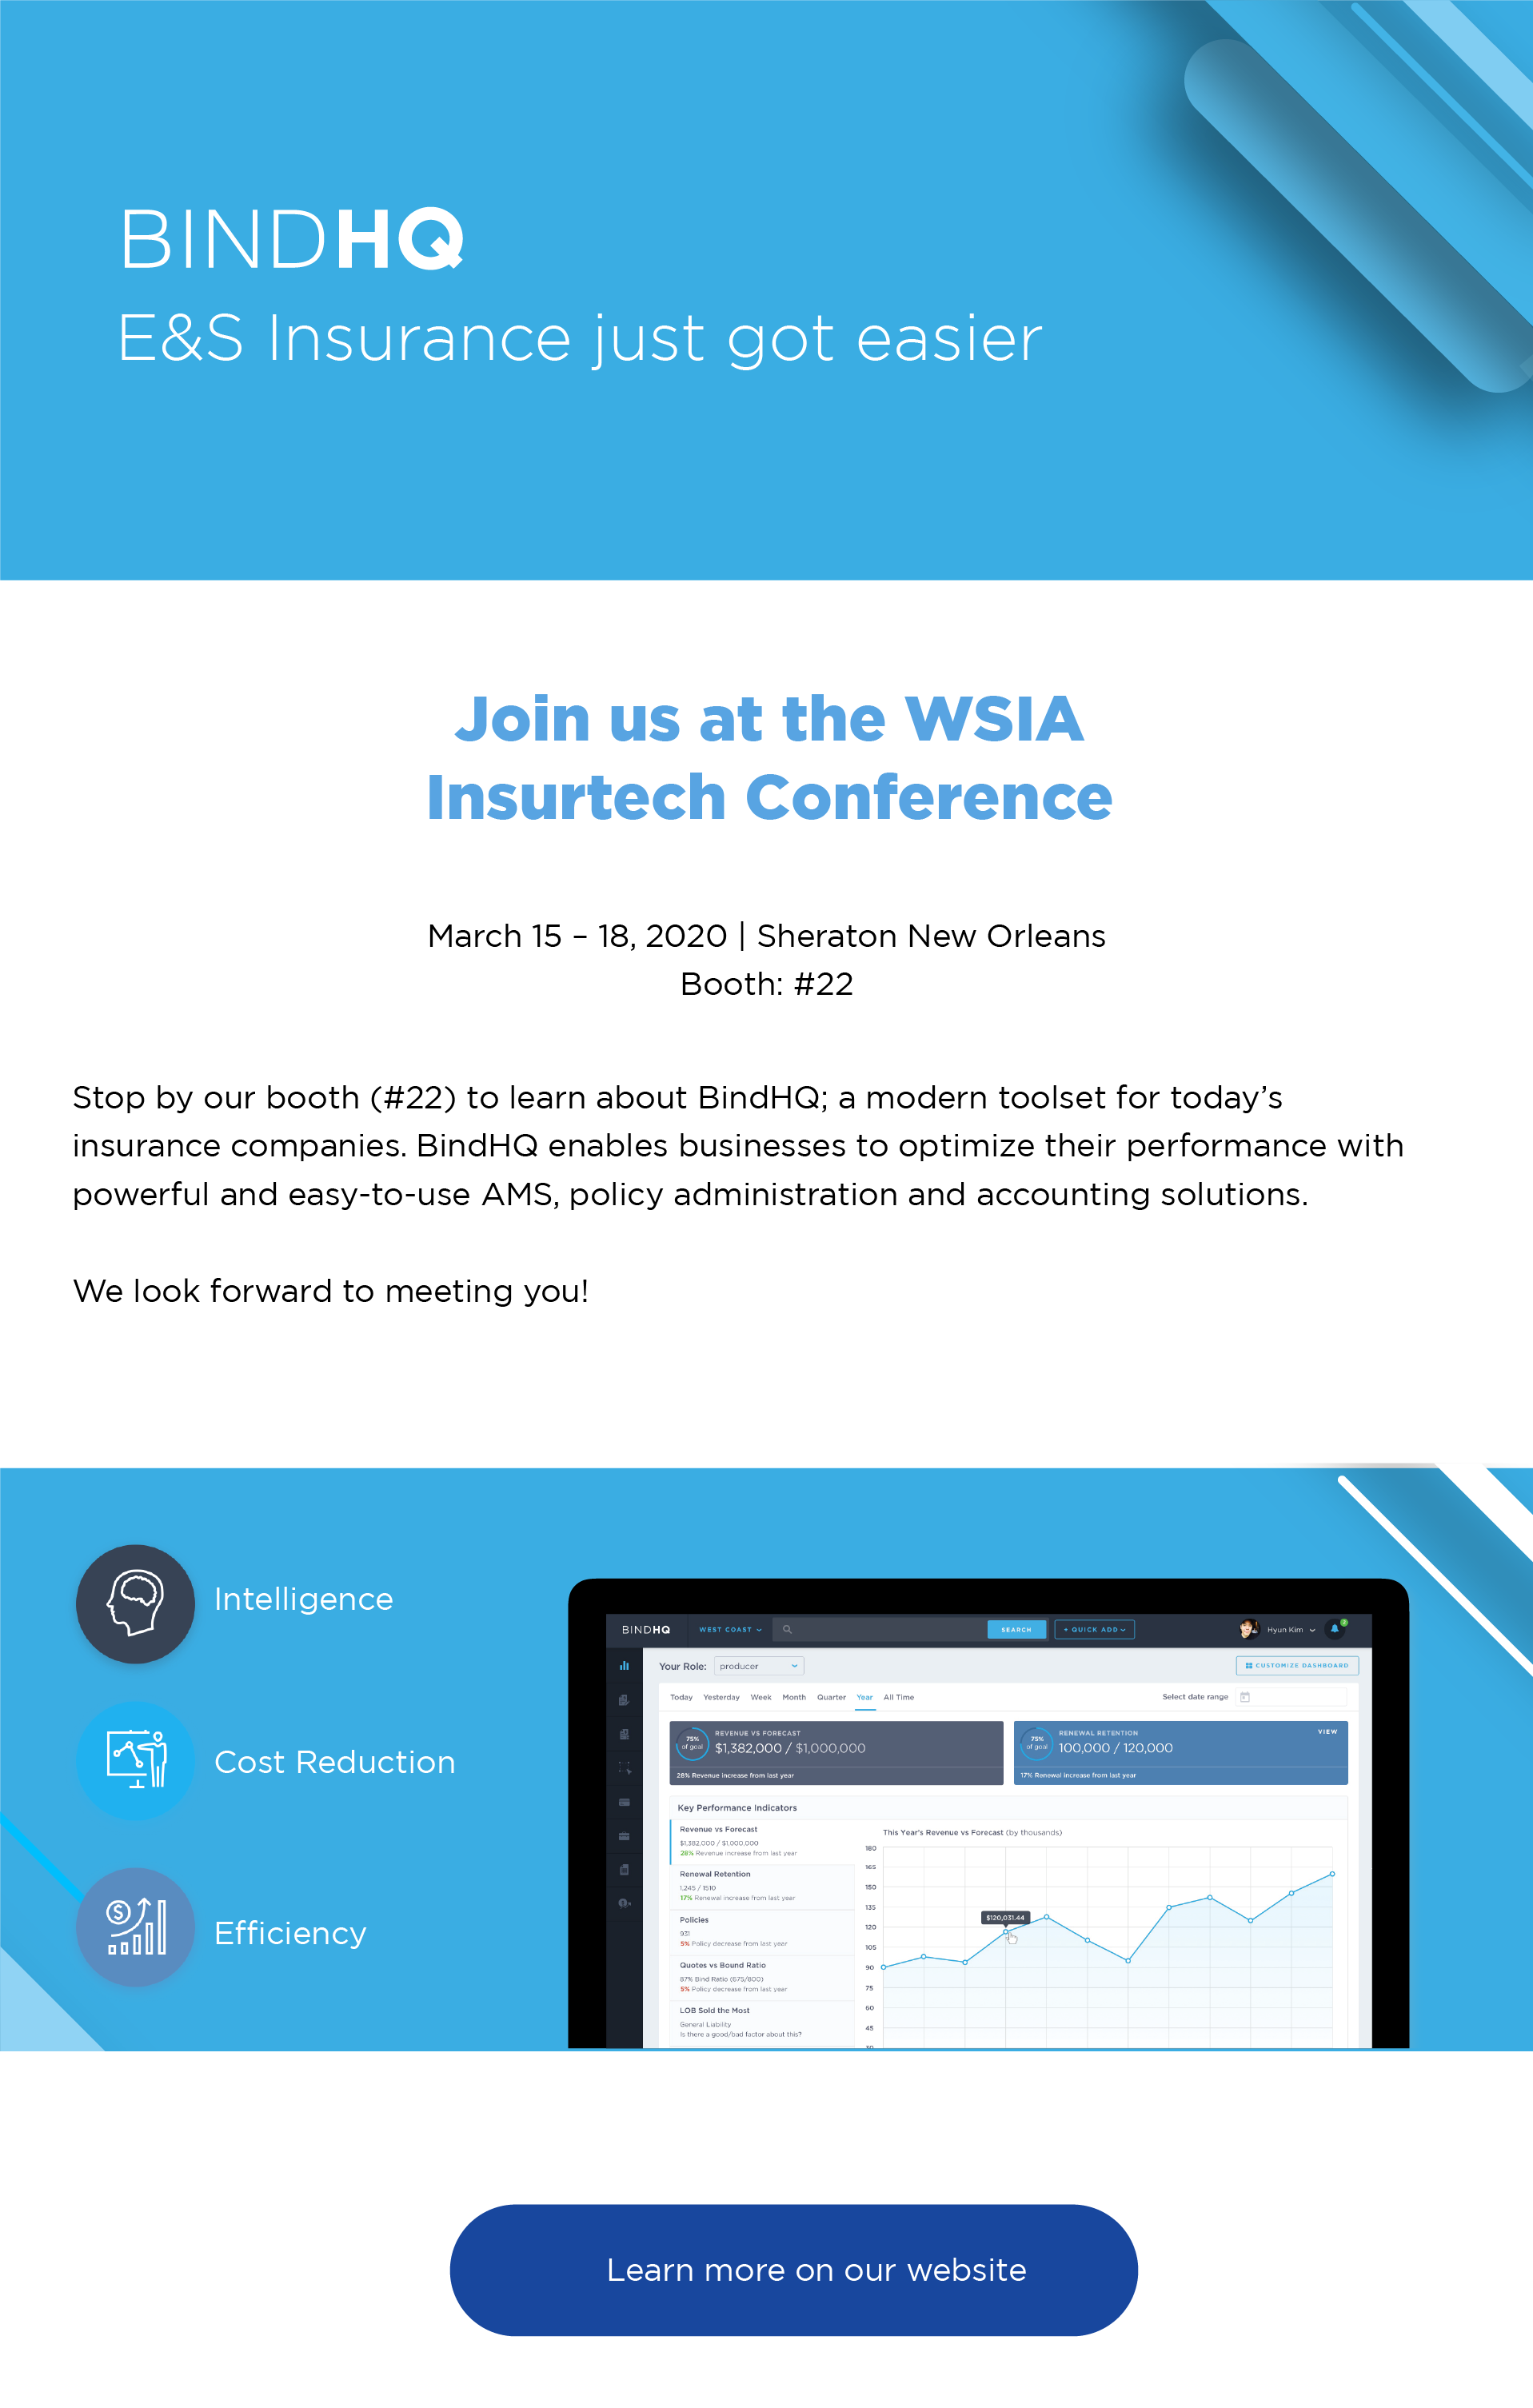 BINDHQ
E&S Insurance just got easier
Join us at the WSIA
Insurtech Conference
March 15 – 18, 2020 | Sheraton New Orleans
Booth: #22
Stop by our booth (#22) to learn about BindHQ; a modern toolset for today’s
insurance companies. BindHQ enables businesses to optimize their performance with
powerful and easy-to-use AMS, policy administration and accounting solutions.
We look forward to meeting you!
Intelligence
Cost Reduction
Efficiency
BINDHQ WEST COAST SEARCH + QUICK ADD Hyun Kim 2
Your Role: producer CUSTOMIZE DASHBOARD
Today Yesterday Week Month Quarter Year All Time Select date range
75% of goal
REVENUE VS FORECAST
$1,382,000 / $1,000,000
28% Revenue increase from last year
75% of goal
RENEWAL RETENTION VIEW
100,000 / 120,000
17% Renewal increase from last year
Key Performance Indicators
Revenue vs Forecast
$1,382,000 / $1,000,000
28% Revenue increase from last year
Renewal Retention
1,245 / 1510
17% Renewal increase from last year
Policies
931
5% Policy decrease from last year
Quotes vs Bound Ratio
87% Bind Ratio (675/800)
5% Policy decrease from last year
LOB Sold the Most
General Liability
Is there a good/bad factor about this?
This Year's Revenue vs Forecast (by thousands)
180
165
150
135
120
105
90
75
60
45
30
$120,031.44
Learn more on our website